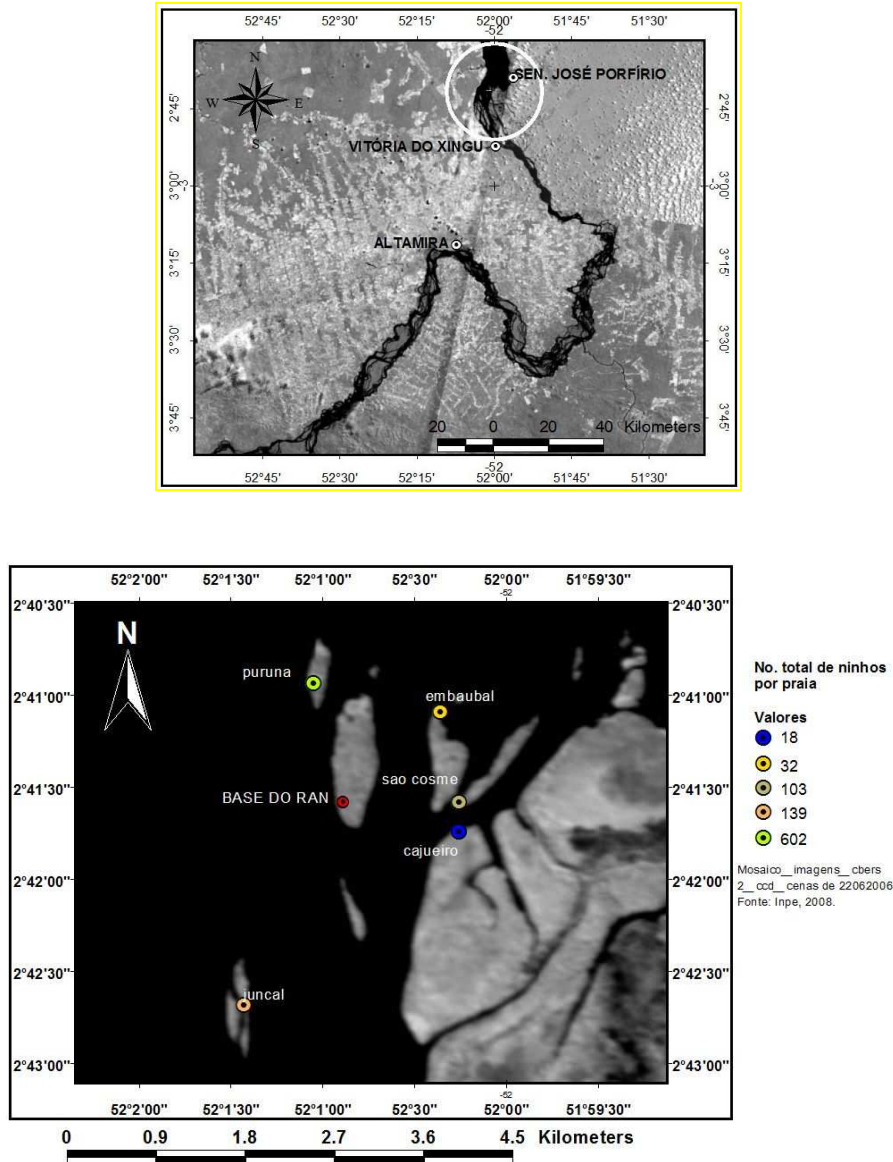 52°45' 52°30' 52°15' 52°00' 51°45' 51°30'
-52
N
W E
S
SEN. JOSÉ PORFÍRIO
2°45' 2°45'
VITÓRIA DO XINGU
3°00' 3°00'
-3 -3
ALTAMIRA
3°15' 3°15'
3°30' 3°30'
3°45' 3°45'
20 0 20 40 Kilometers
-52
52°45' 52°30' 52°15' 52°00' 51°45' 51°30'
52°2'00" 52°1'30" 52°1'00" 52°0'30" 52°00' 51°59'30"
-52
2°40'30" 2°40'30"
N
puruna
2°41'00" 2°41'00"
embaubal
sao cosme
2°41'30" 2°41'30"
BASE DO RAN
cajueiro
2°42'00" 2°42'00"
2°42'30" 2°42'30"
juncal
2°43'00" 2°43'00"
-52
52°2'00" 52°1'30" 52°1'00" 52°0'30" 52°00' 51°59'30"
0 0.9 1.8 2.7 3.6 4.5 Kilometers
No. total de ninhos
por praia
Valores
18
32
103
139
602
Mosaico__imagens__cbers
2__ccd__cenas de 22062006
Fonte: Inpe, 2008.